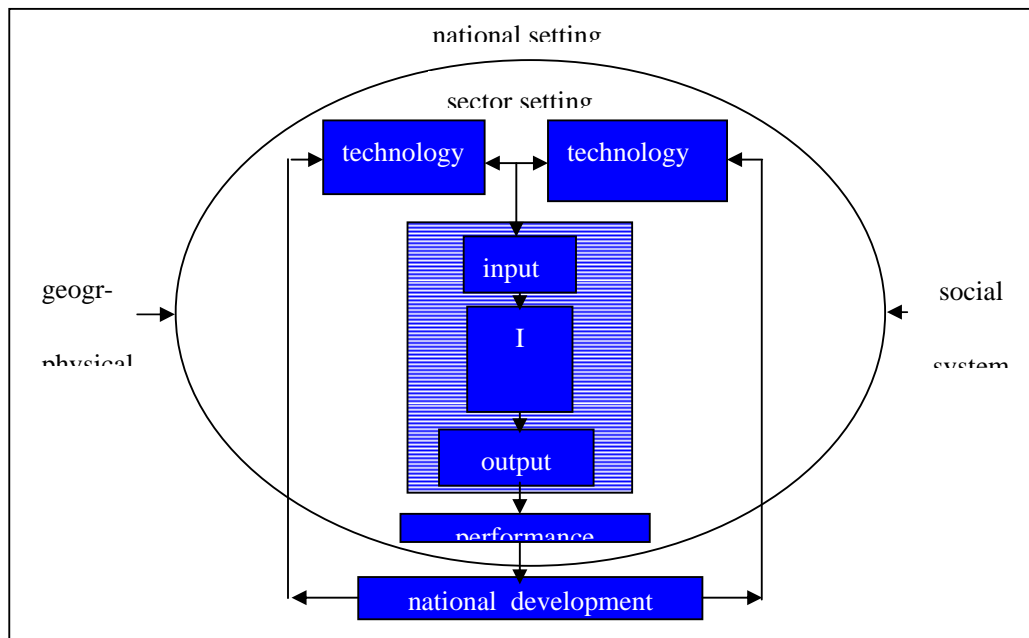 national setting
sector setting
technology
technology
input
geogr-
social
I
physical
system
output
performance
national development